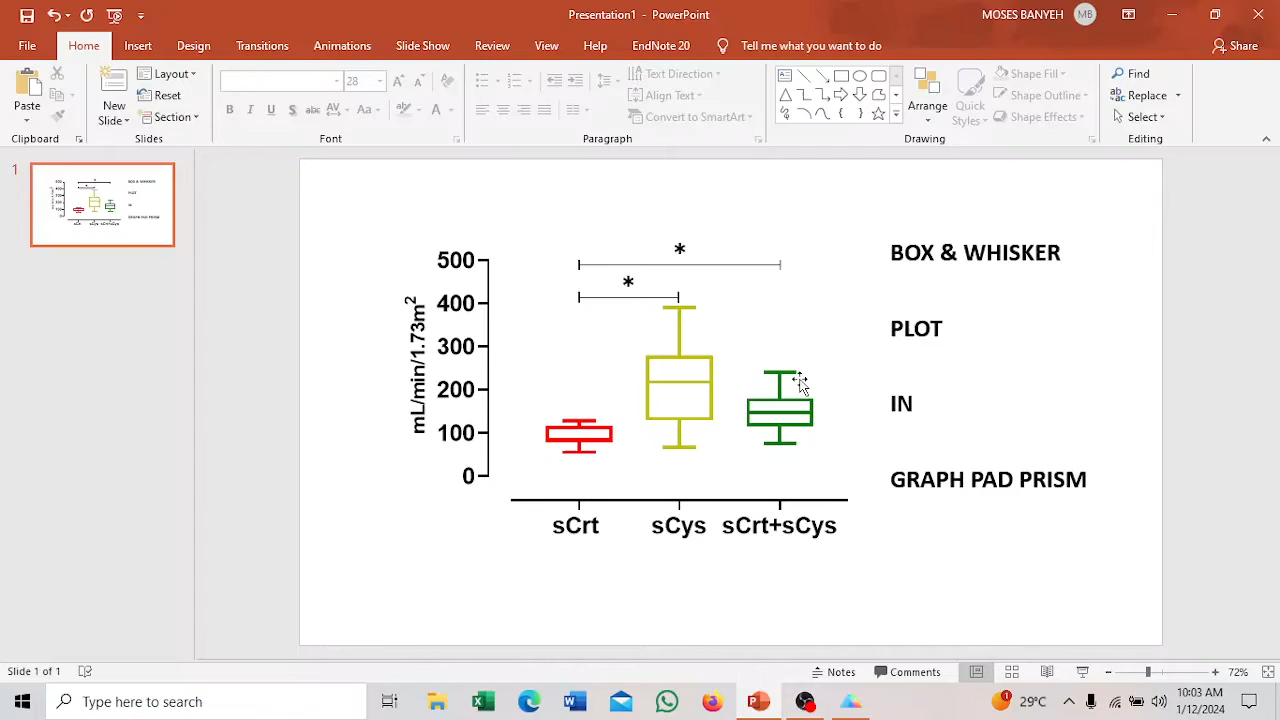 Presentation1 - PowerPoint
MOSES BANYEH
MB
File
Home
Insert
Design
Transitions
Animations
Slide Show
Review
View
Help
EndNote 20
Tell me what you want to do
Share
Paste
Clipboard
New
Slide
Layout
Reset
Section
Slides
28
Font
Text Direction
Align Text
Convert to SmartArt
Paragraph
Arrange
Quick
Styles
Shape Fill
Shape Outline
Shape Effects
Drawing
Find
Replace
Select
Editing
1
500
400
300
200
100
0
mL/min/1.73m²
*
*
sCrt
sCys
sCrt+sCys
BOX & WHISKER
PLOT
IN
GRAPH PAD PRISM
Slide 1 of 1
Notes
Comments
72%
Type here to search
29°C
10:03 AM
1/12/2024